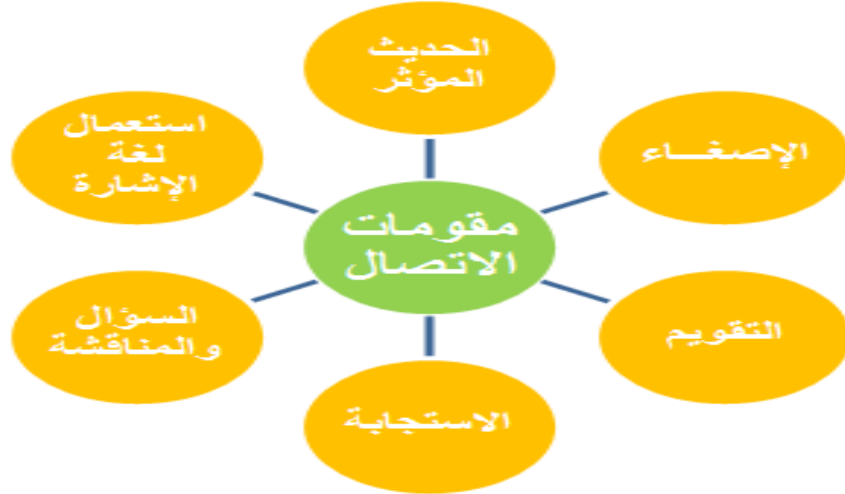 الحديث
المؤثر
الإصغـــاء
التقويم
الاستجابة
السؤال
والمناقشة
استعمال
لغة
الإشارة
مقومات
الاتصال